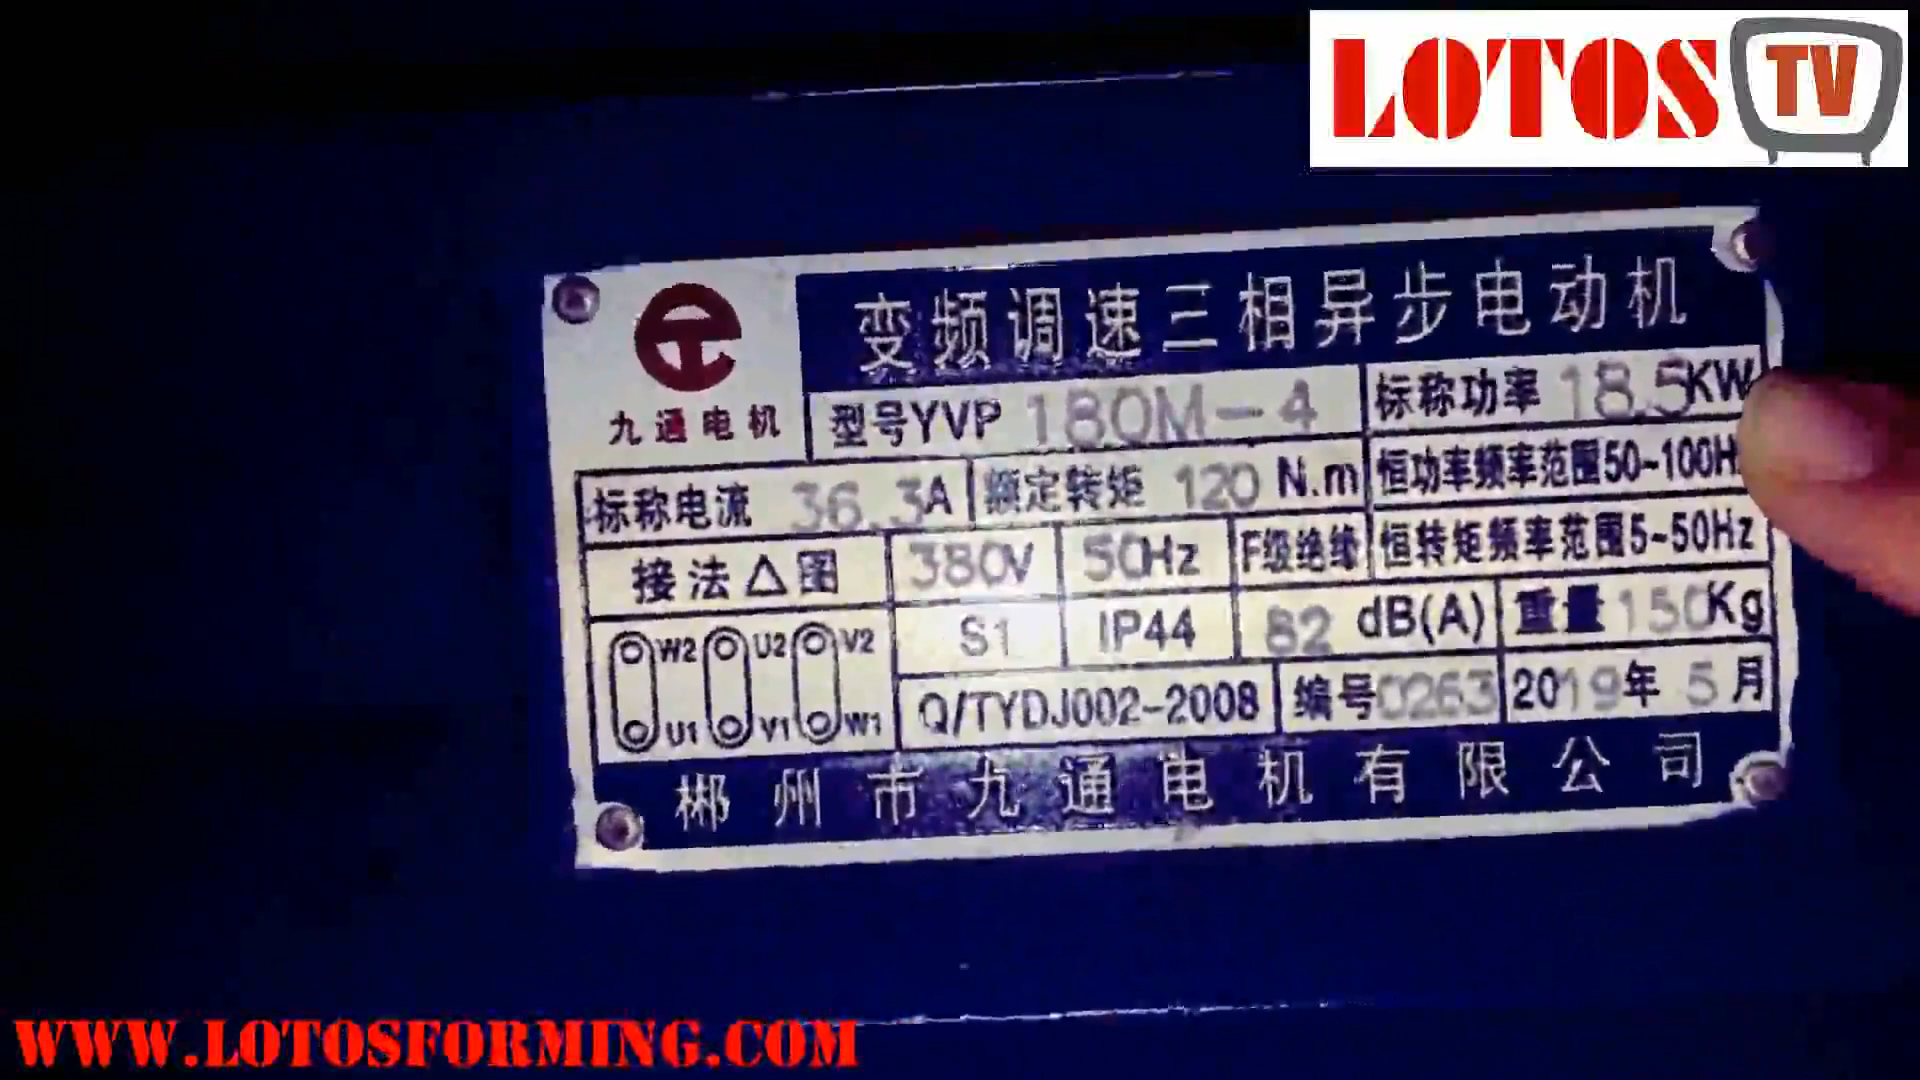 LOTOS TV
变频调速三相异步电动机
九通电机
型号YVP 180M-4 标称功率 18.5KW
标称电流 36.3A 额定转矩 120 N.m 恒功率频率范围50~100H
接法△图 380V 50Hz F级绝缘 恒转矩频率范围5~50Hz
S1 IP44 82 dB(A) 重量150Kg
W2 U2 V2
U1 V1 W1
Q/TYDJ002-2008 编号0263 2019年 5月
郴州市九通电机有限公司
WWW.LOTOSFORMING.COM